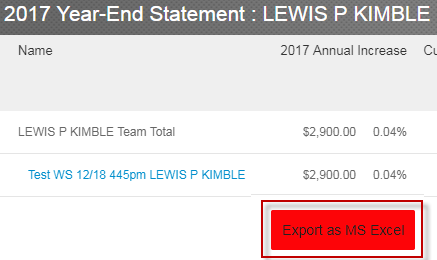 2017 Year-End Statement : LEWIS P KIMBLE
Name 2017 Annual Increase Cu
LEWIS P KIMBLE Team Total $2,900.00 0.04%
Test WS 12/18 445pm LEWIS P KIMBLE $2,900.00 0.04%
Export as MS Excel